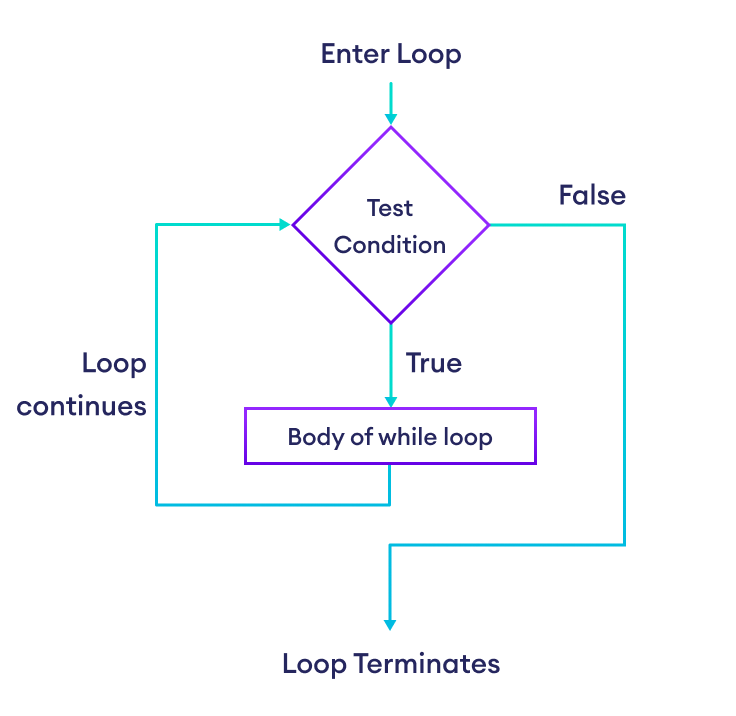 Enter Loop
False
Test
Condition
True
Loop
continues
Body of while loop
Loop Terminates